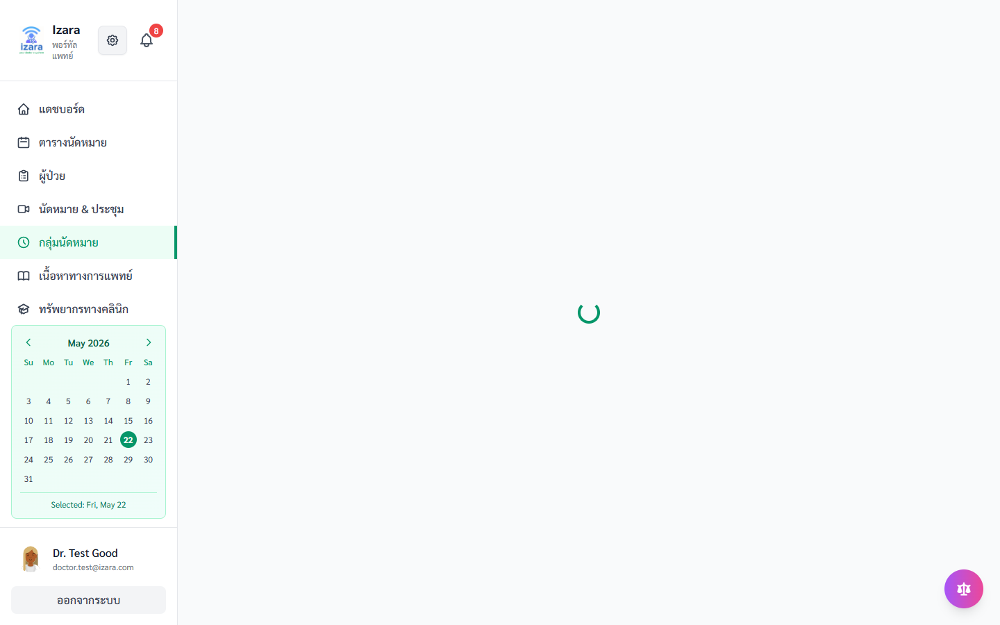 izara
Izara
พอร์ทัล
แพทย์
8
แดชบอร์ด
ตารางนัดหมาย
ผู้ป่วย
นัดหมาย & ประชุม
กลุ่มนัดหมาย
เนื้อหาทางการแพทย์
ทรัพยากรทางคลินิก
May 2026
Su Mo Tu We Th Fr Sa
1 2
3 4 5 6 7 8 9
10 11 12 13 14 15 16
17 18 19 20 21 22 23
24 25 26 27 28 29 30
31
Selected: Fri, May 22
Dr. Test Good
doctor.test@izara.com
ออกจากระบบ